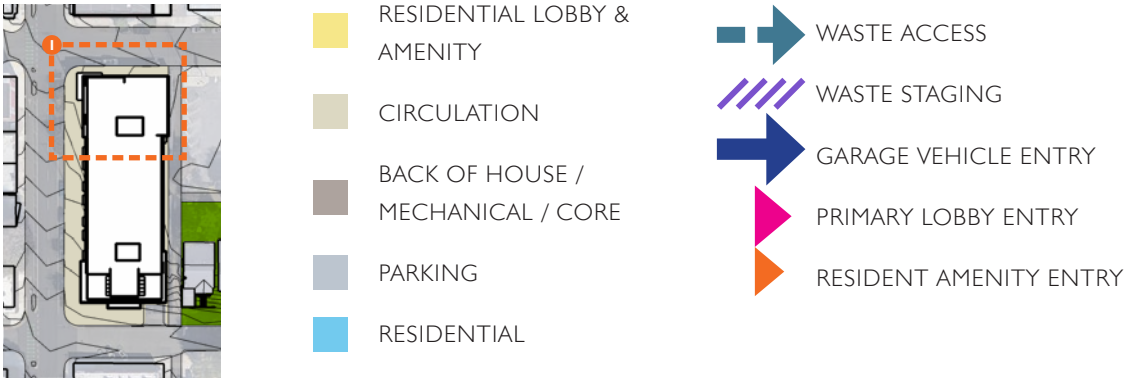 1
RESIDENTIAL LOBBY &
AMENITY
CIRCULATION
BACK OF HOUSE /
MECHANICAL / CORE
PARKING
RESIDENTIAL
WASTE ACCESS
WASTE STAGING
GARAGE VEHICLE ENTRY
PRIMARY LOBBY ENTRY
RESIDENT AMENITY ENTRY